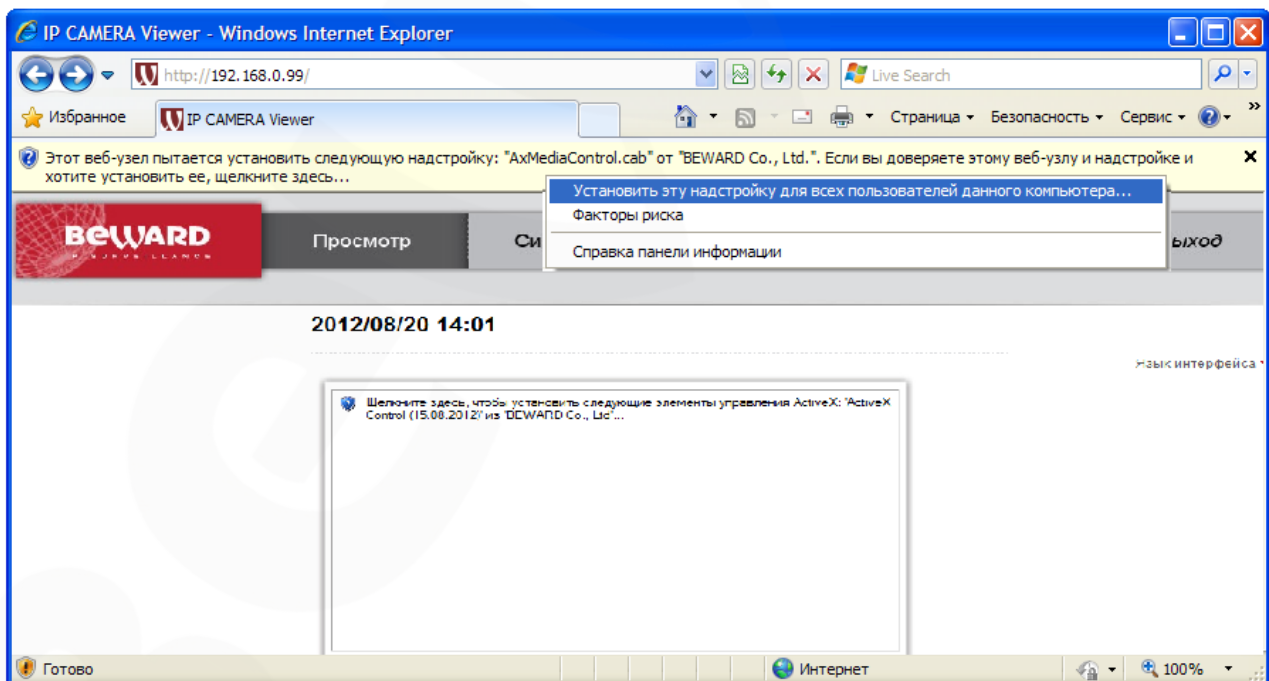 IP CAMERA Viewer - Windows Internet Explorer
http://192.168.0.99/
Live Search
Избранное
IP CAMERA Viewer
Страница
Безопасность
Сервис
»
Этот веб-узел пытается установить следующую надстройку: "AxMediaControl.cab" от "BEWARD Co., Ltd.". Если вы доверяете этому веб-узлу и надстройке и
хотите установить ее, щелкните здесь...
Установить эту надстройку для всех пользователей данного компьютера...
Факторы риска
Справка панели информации
BEWARD
Просмотр
Си
ыход
2012/08/20 14:01
Язык интерфейса
Щелкните здесь, чтобы установить следующие элементы управления ActiveX: 'ActiveX
Control (15.08.2012)' из 'BEWARD Co., Ltd'...
Готово
Интернет
100%